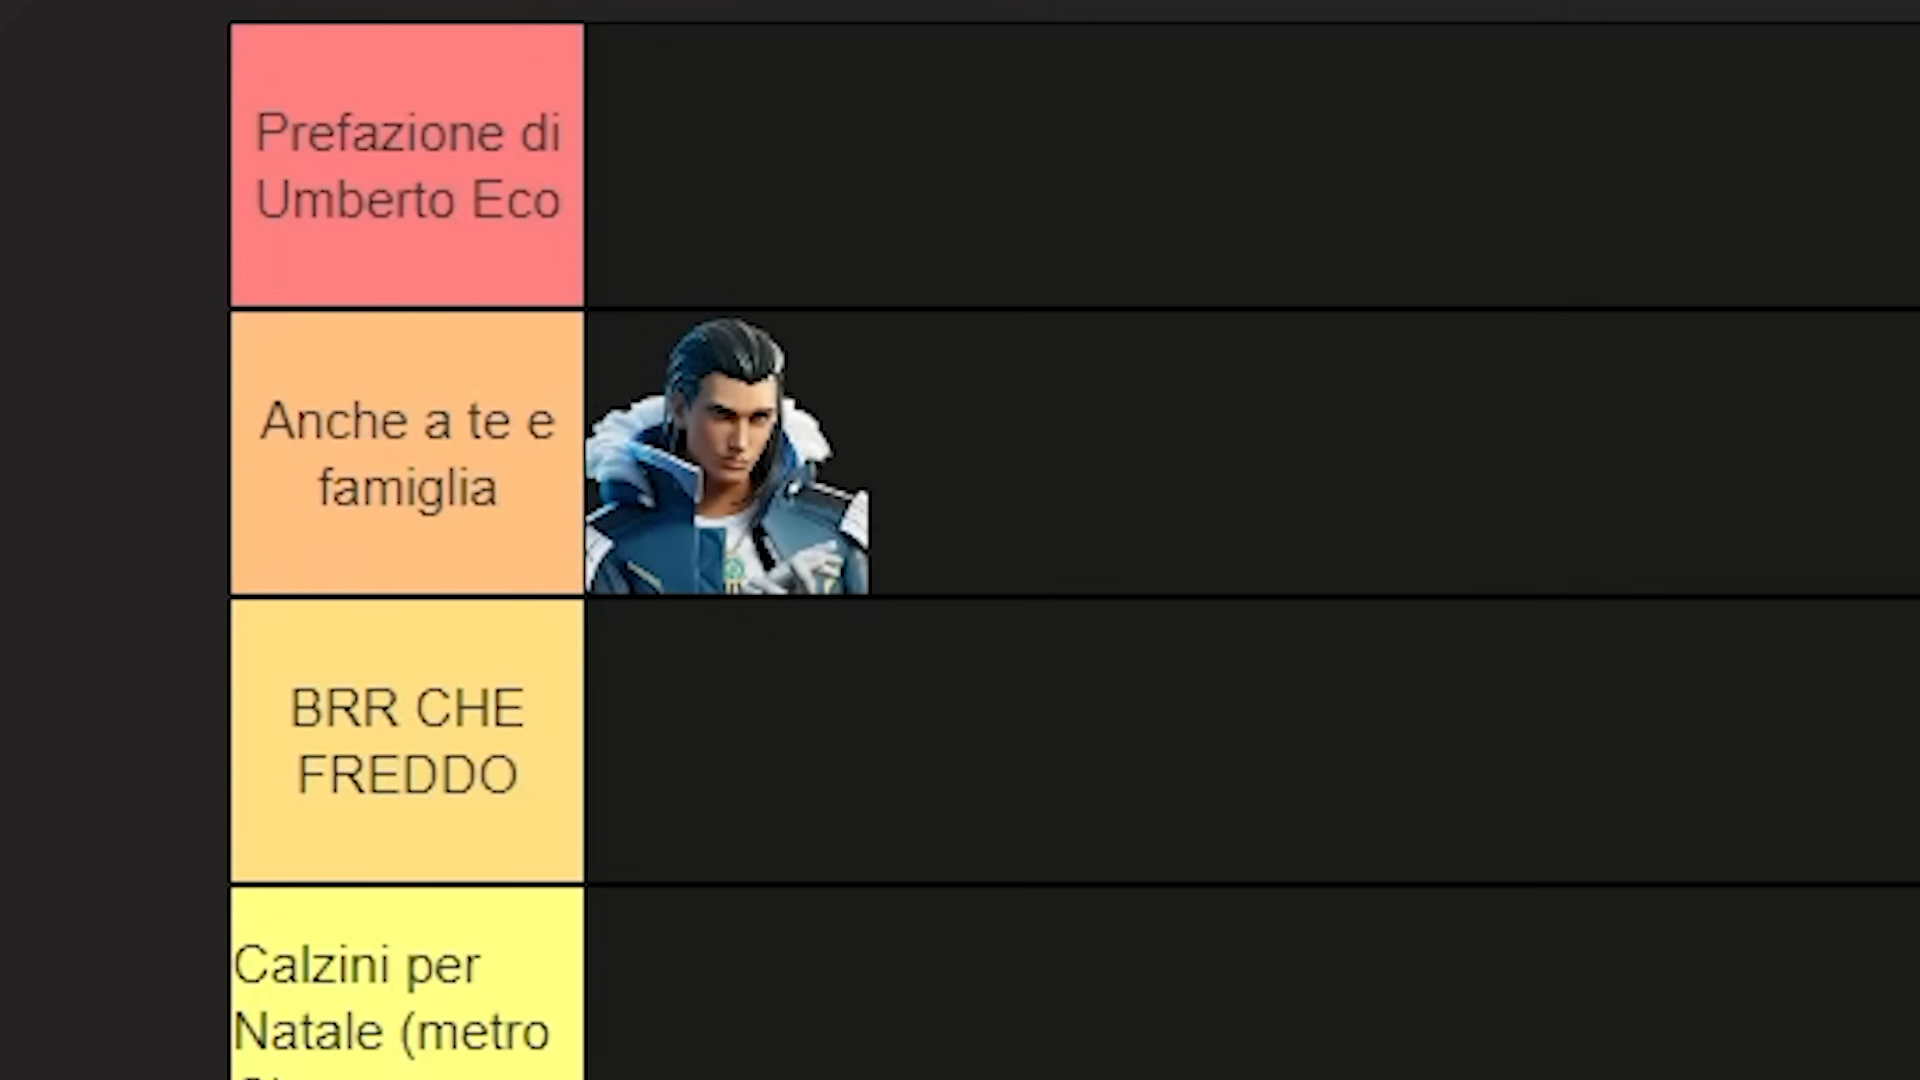 Prefazione di
Umberto Eco
Anche a te e
famiglia
BRR CHE
FREDDO
Calzini per
Natale (metro